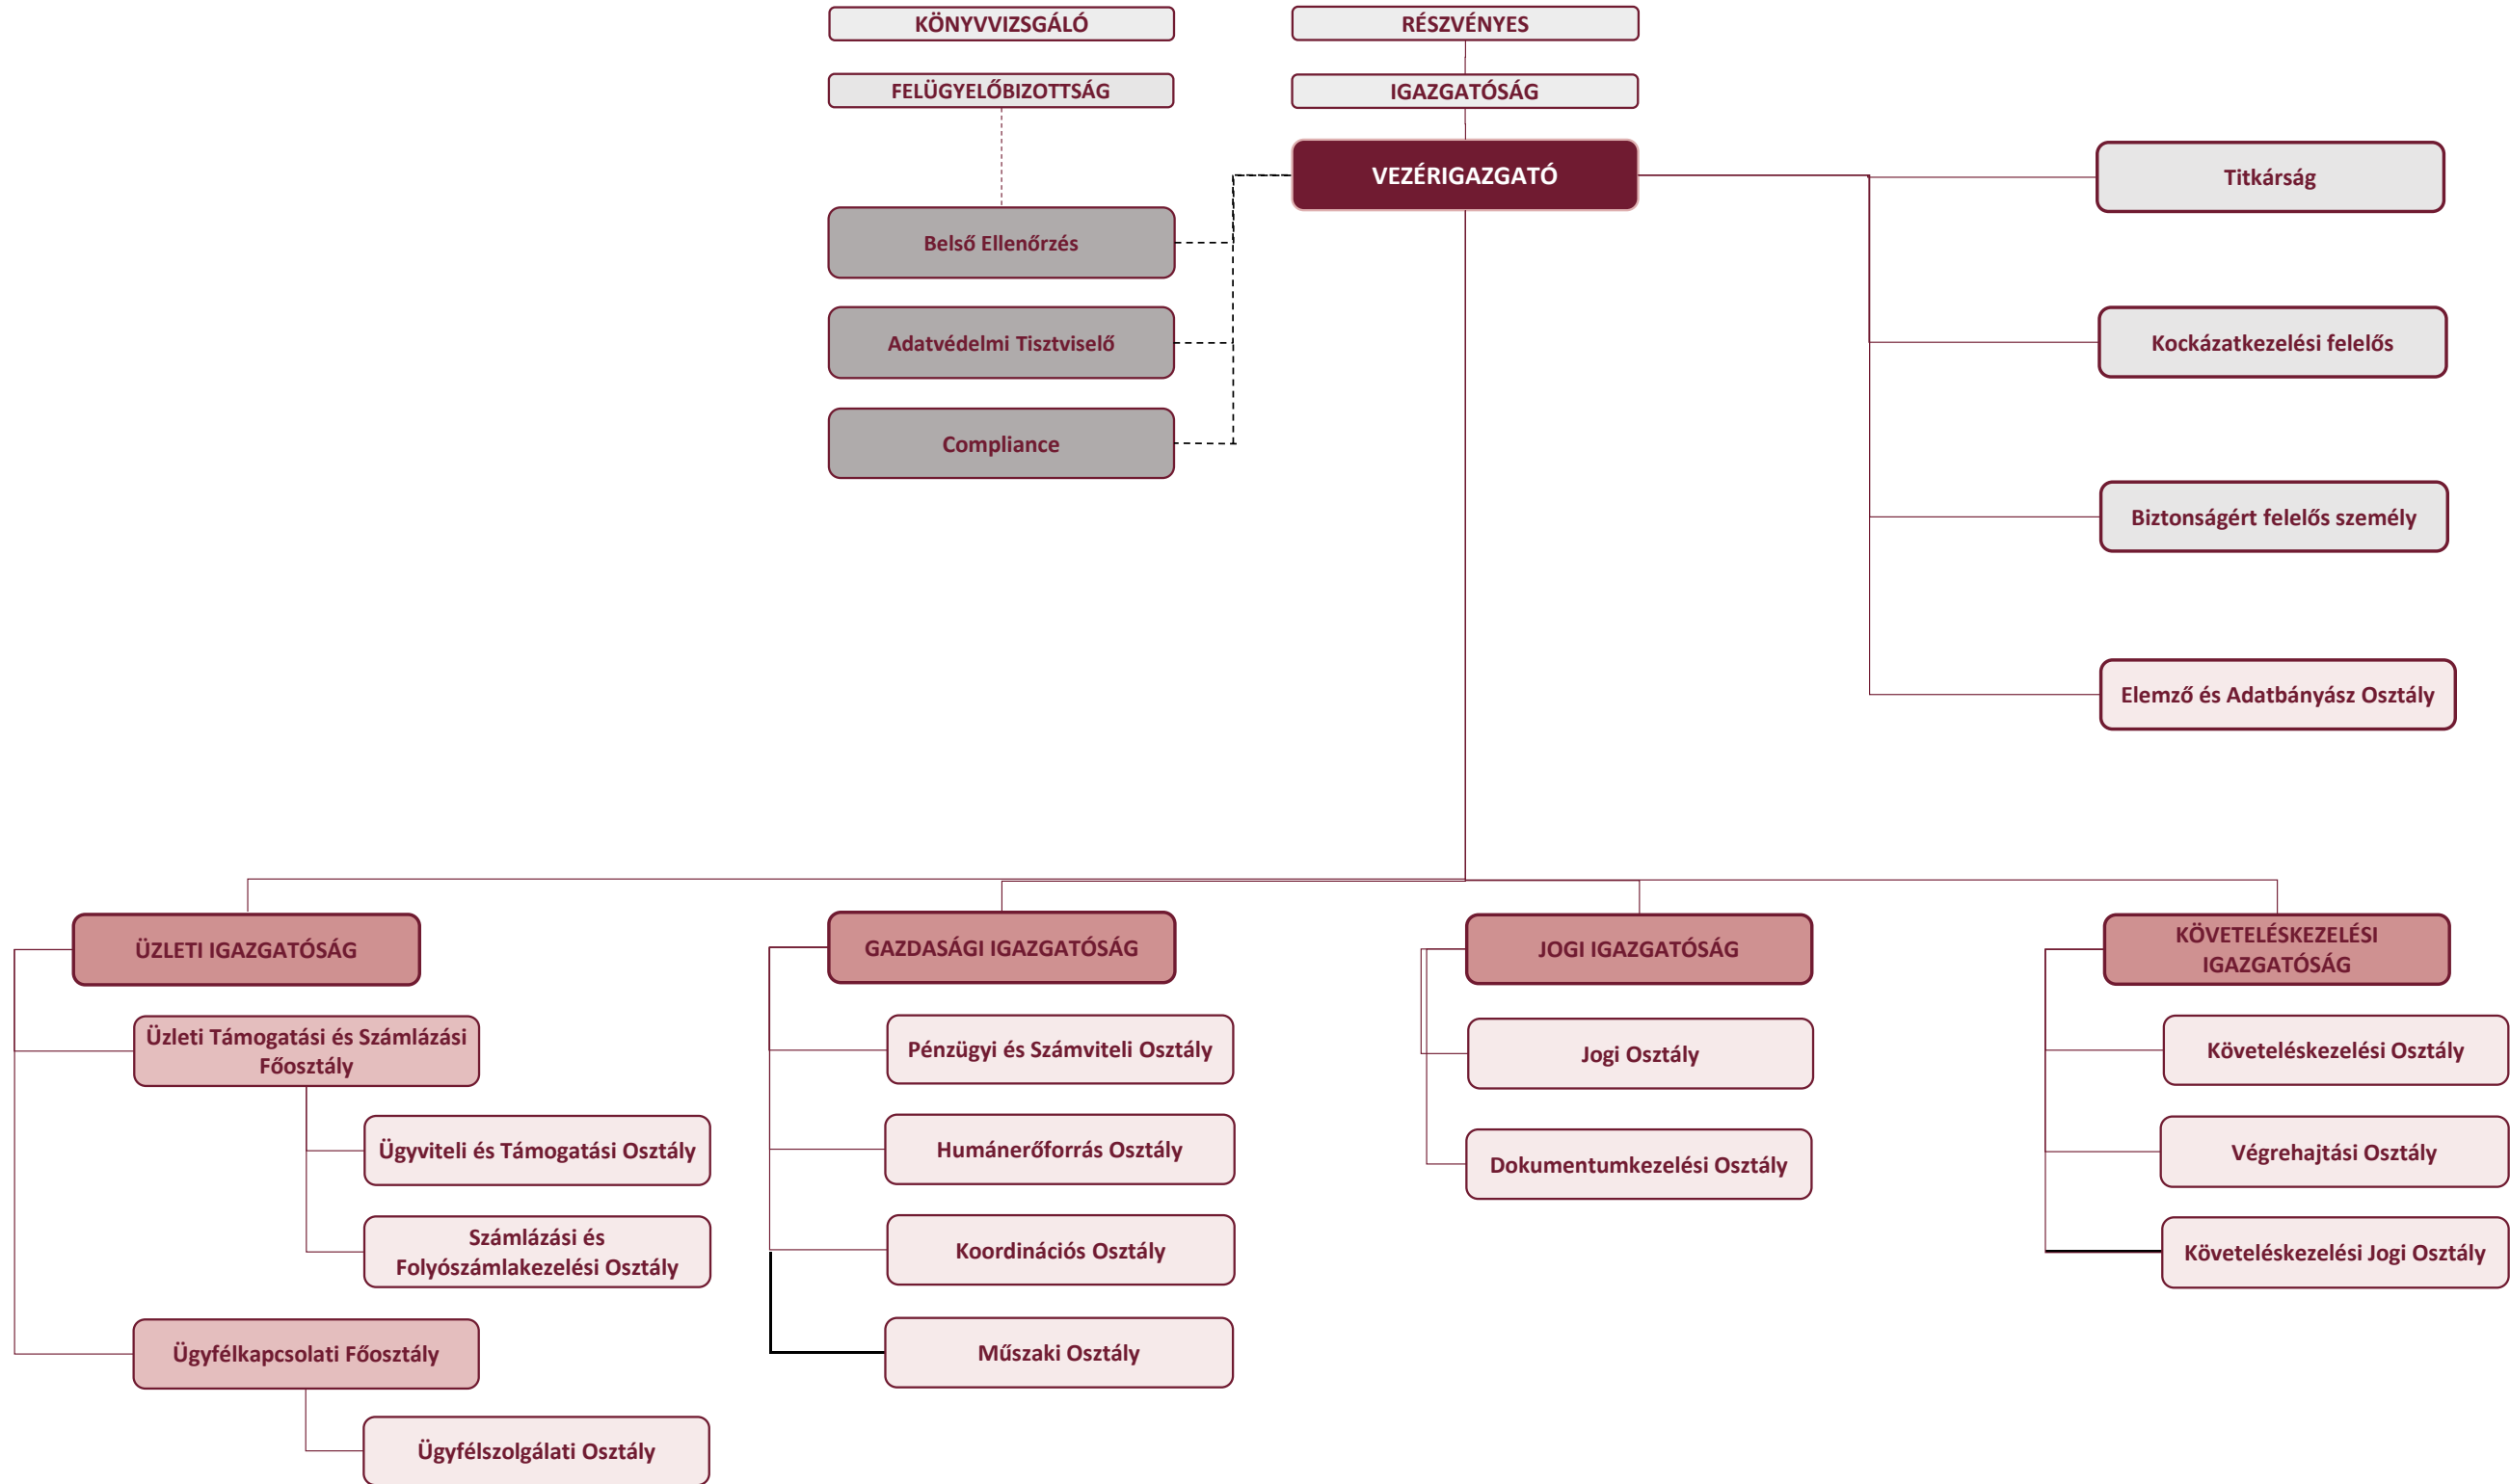 KÖNYVVIZSGÁLÓ
RÉSZVÉNYES
FELÜGYELŐBIZOTTSÁG
IGAZGATÓSÁG
VEZÉRIGAZGATÓ
Titkárság
Belső Ellenőrzés
Adatvédelmi Tisztviselő
Kockázatkezelési felelős
Compliance
Biztonságért felelős személy
Elemző és Adatbányász Osztály
ÜZLETI IGAZGATÓSÁG
Üzleti Támogatási és Számlázási
Főosztály
Ügyviteli és Támogatási Osztály
Számlázási és
Folyószámlakezelési Osztály
Ügyfélkapcsolati Főosztály
Ügyfélszolgálati Osztály
GAZDASÁGI IGAZGATÓSÁG
Pénzügyi és Számviteli Osztály
Humánerőforrás Osztály
Koordinációs Osztály
Műszaki Osztály
JOGI IGAZGATÓSÁG
Jogi Osztály
Dokumentumkezelési Osztály
KÖVETELÉSKEZELÉSI
IGAZGATÓSÁG
Követeléskezelési Osztály
Végrehajtási Osztály
Követeléskezelési Jogi Osztály